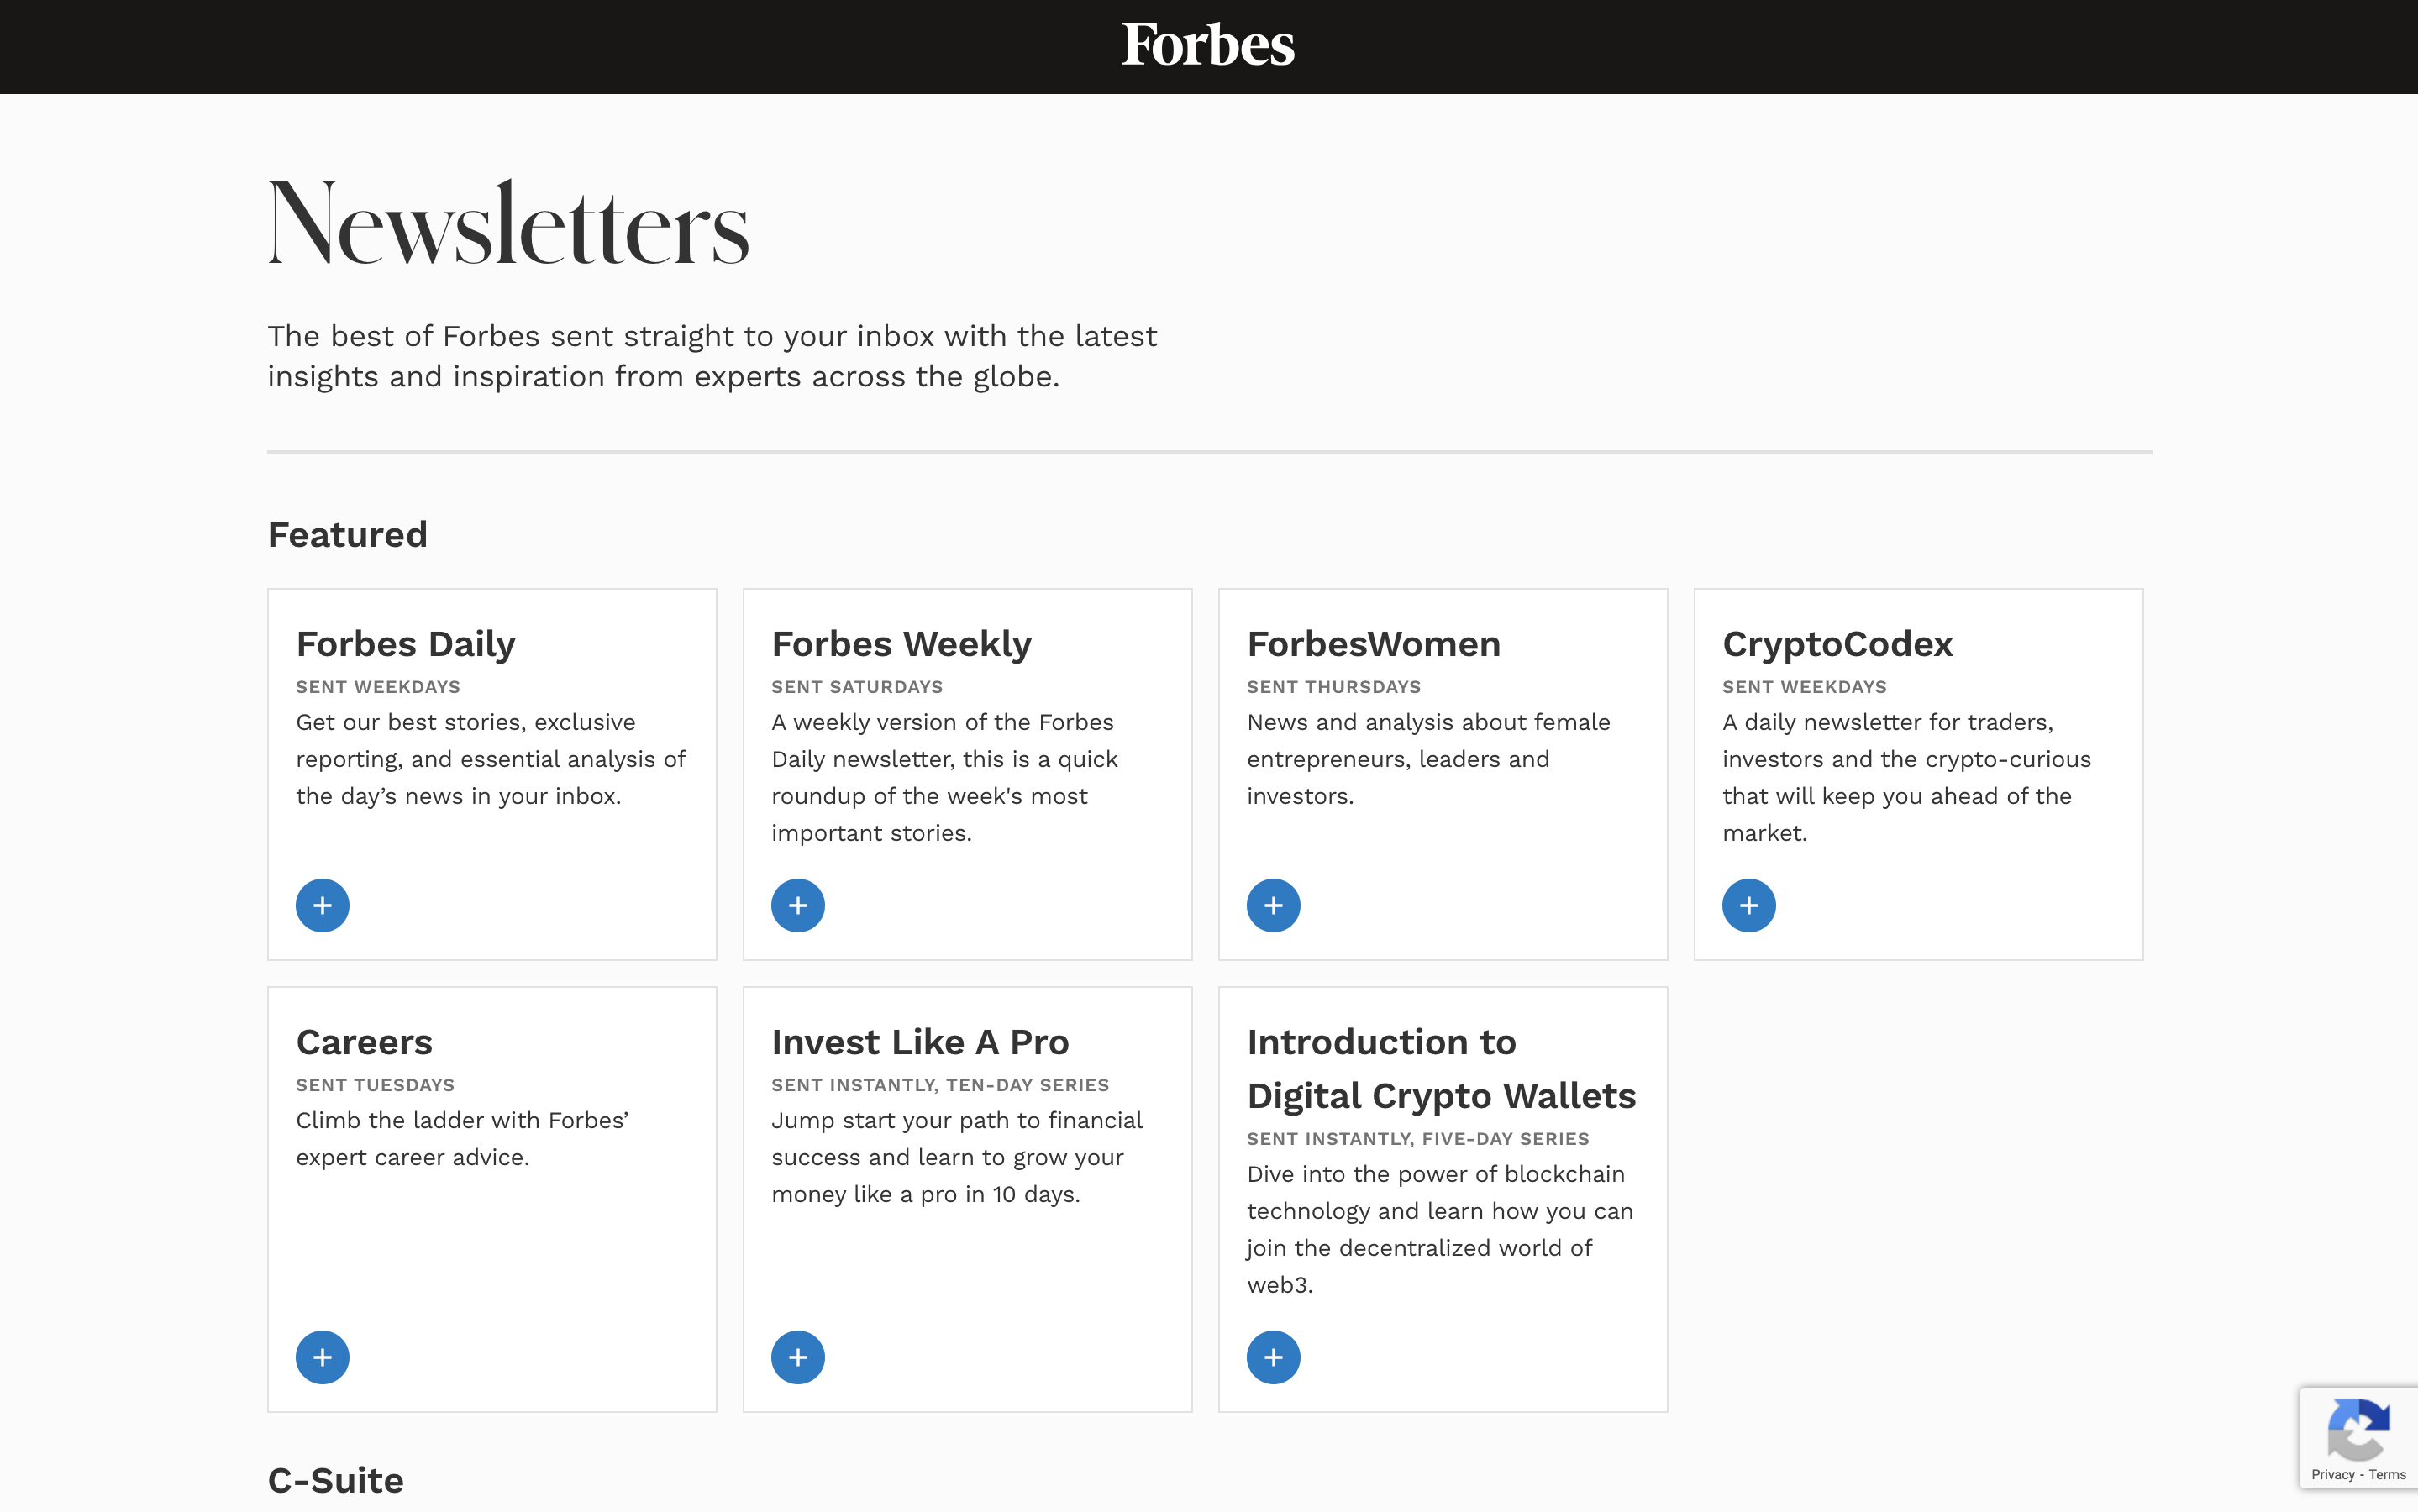 Forbes
Newsletters
The best of Forbes sent straight to your inbox with the latest
insights and inspiration from experts across the globe.
Featured
Forbes Daily
SENT WEEKDAYS
Get our best stories, exclusive
reporting, and essential analysis of
the day’s news in your inbox.
Forbes Weekly
SENT SATURDAYS
A weekly version of the Forbes
Daily newsletter, this is a quick
roundup of the week's most
important stories.
ForbesWomen
SENT THURSDAYS
News and analysis about female
entrepreneurs, leaders and
investors.
CryptoCodex
SENT WEEKDAYS
A daily newsletter for traders,
investors and the crypto-curious
that will keep you ahead of the
market.
Careers
SENT TUESDAYS
Climb the ladder with Forbes’
expert career advice.
Invest Like A Pro
SENT INSTANTLY, TEN-DAY SERIES
Jump start your path to financial
success and learn to grow your
money like a pro in 10 days.
Introduction to
Digital Crypto Wallets
SENT INSTANTLY, FIVE-DAY SERIES
Dive into the power of blockchain
technology and learn how you can
join the decentralized world of
web3.
C-Suite
Privacy - Terms